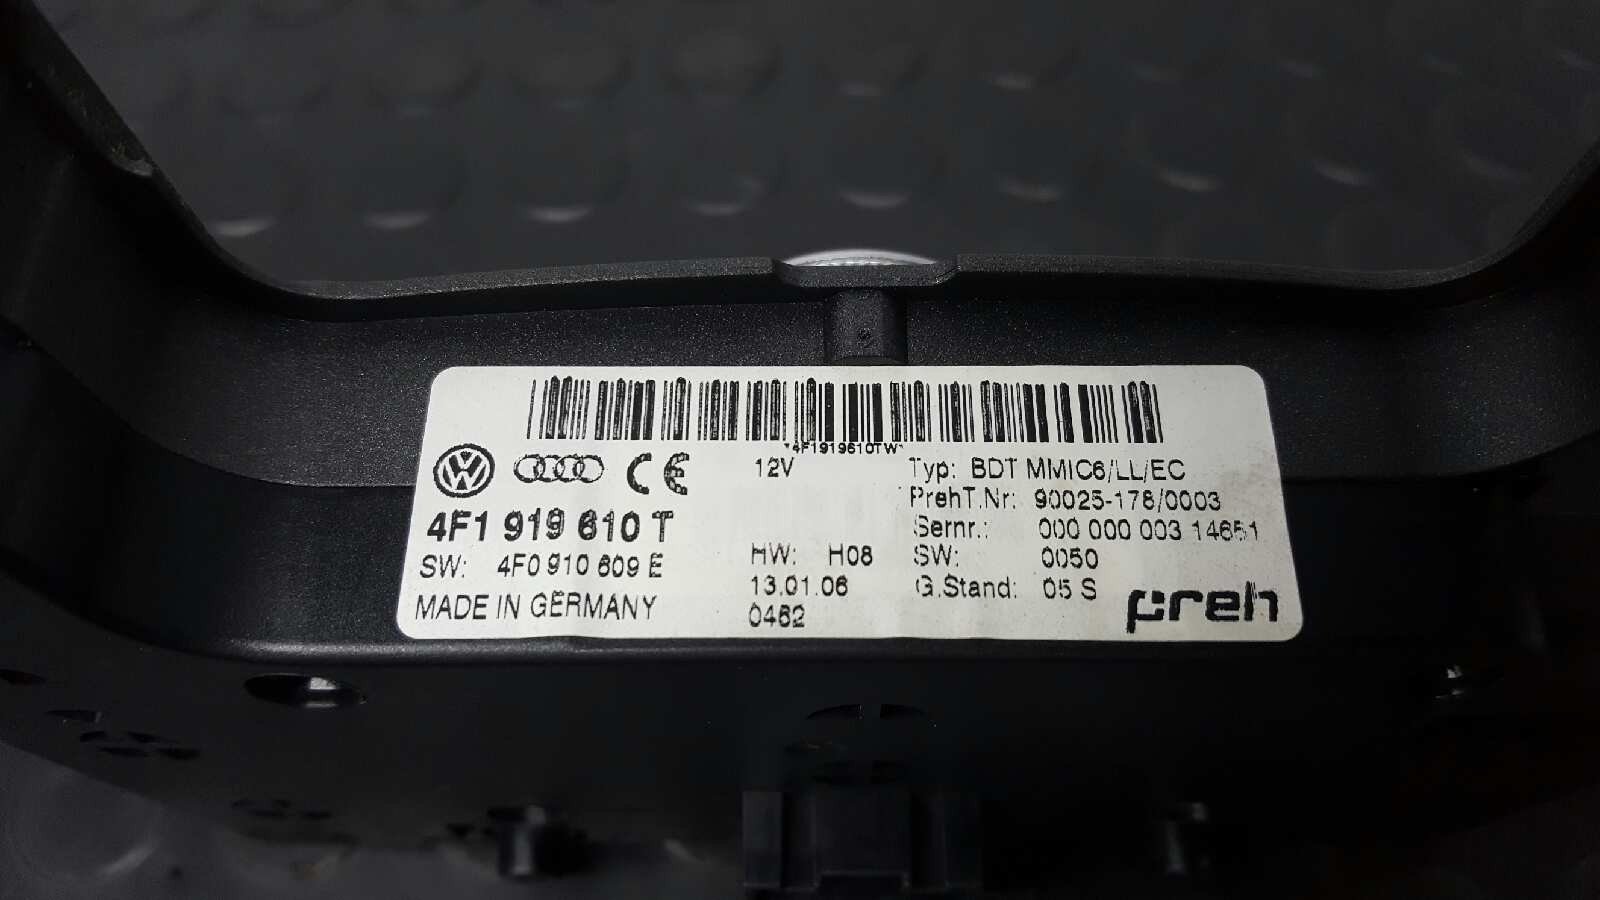 *4F1919610TW*
12V Typ: BDT MMIC6/LL/EC
PrehT.Nr: 90025-178/0003
4F1 919 610 T Sernr.: 000 000 003 14651
SW: 4F0 910 609 E HW: H08 SW: 0050
13.01.06 G.Stand: 05 S
MADE IN GERMANY 0462 preh